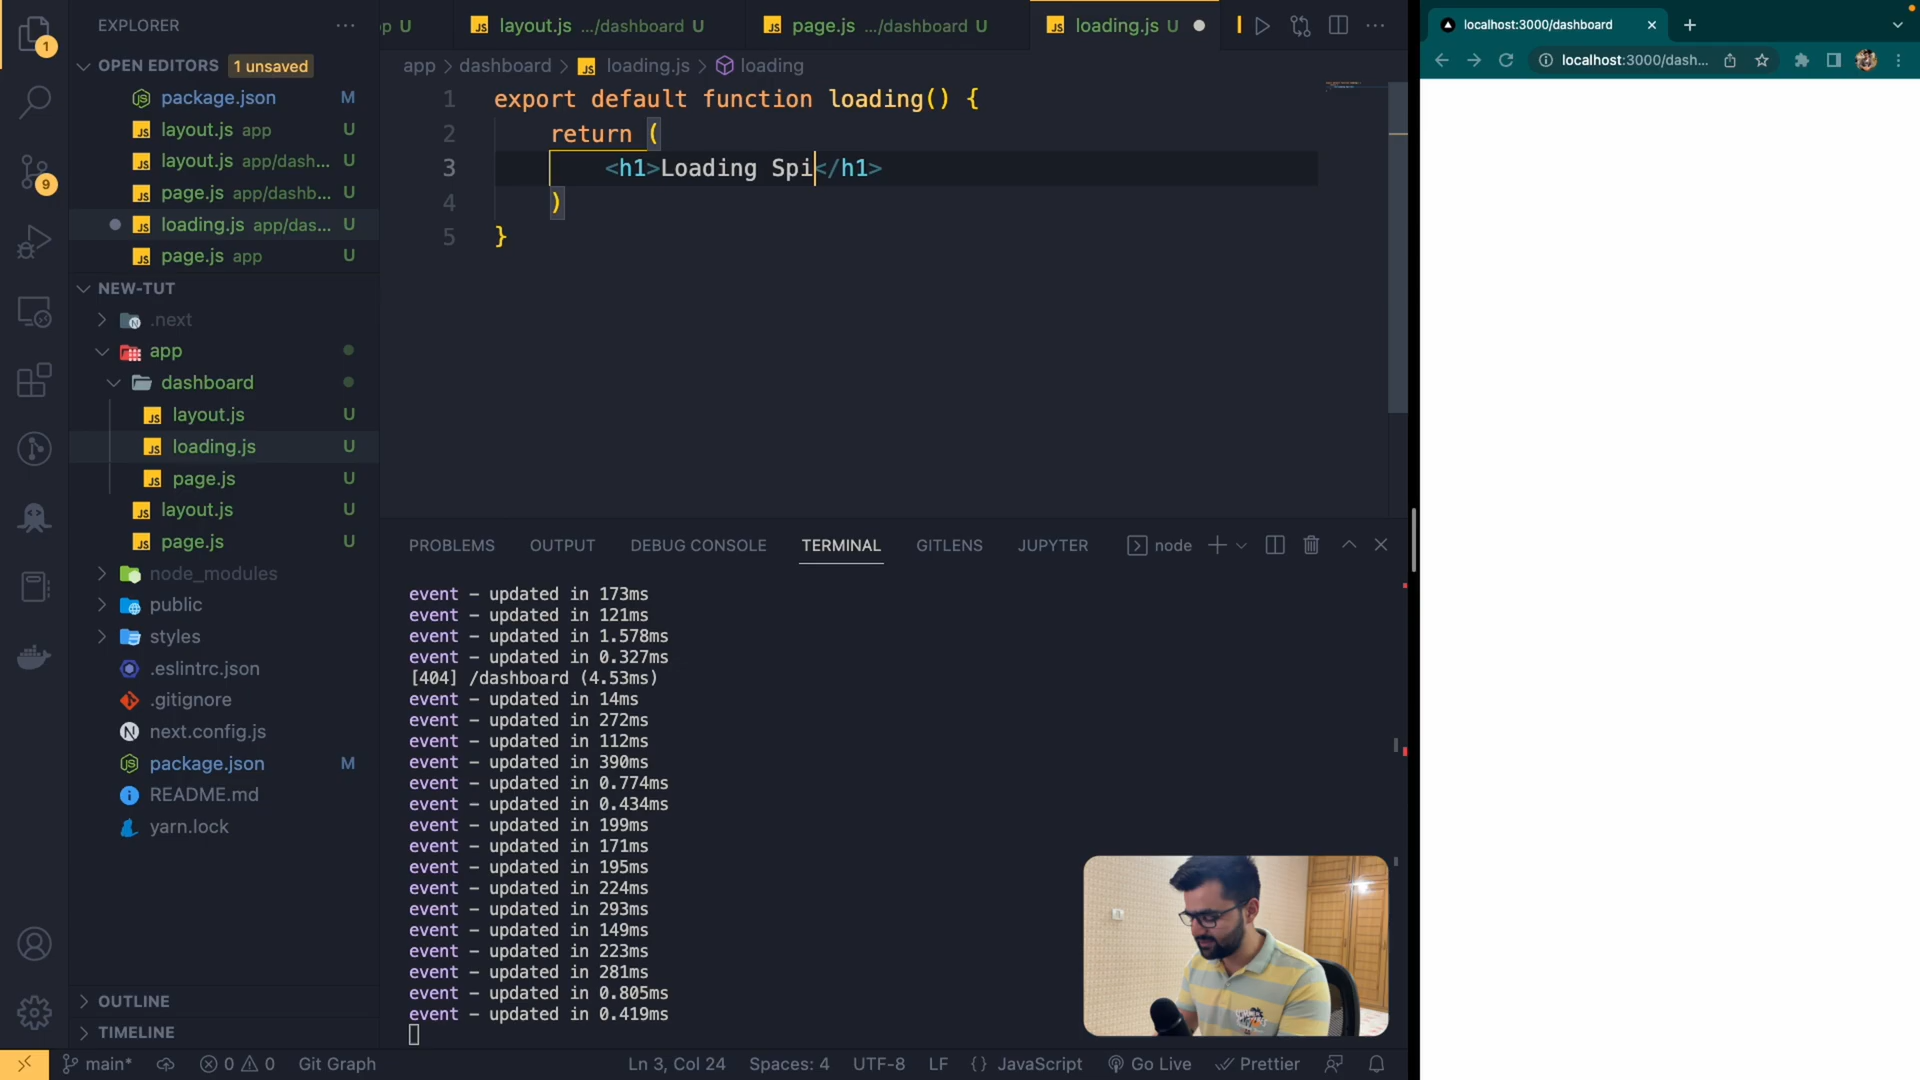 EXPLORER
OPEN EDITORS 1 unsaved
package.json M
layout.js app U
layout.js app/dash... U
page.js app/dashb... U
loading.js app/das... U
page.js app U
NEW-TUT
.next
app
dashboard
layout.js U
loading.js U
page.js U
layout.js U
page.js U
node_modules
public
styles
.eslintrc.json
.gitignore
next.config.js
package.json M
README.md
yarn.lock
OUTLINE
TIMELINE
1
9
U
layout.js .../dashboard U
page.js .../dashboard U
loading.js U
app > dashboard > loading.js > loading
1 export default function loading() {
2 return (
3 <h1>Loading Spi</h1>
4 )
5 }
PROBLEMS OUTPUT DEBUG CONSOLE TERMINAL GITLENS JUPYTER node
event - updated in 173ms
event - updated in 121ms
event - updated in 1.578ms
event - updated in 0.327ms
[404] /dashboard (4.53ms)
event - updated in 14ms
event - updated in 272ms
event - updated in 112ms
event - updated in 390ms
event - updated in 0.774ms
event - updated in 0.434ms
event - updated in 199ms
event - updated in 171ms
event - updated in 195ms
event - updated in 224ms
event - updated in 293ms
event - updated in 149ms
event - updated in 223ms
event - updated in 281ms
event - updated in 0.805ms
event - updated in 0.419ms
main* 0 0 Git Graph Ln 3, Col 24 Spaces: 4 UTF-8 LF {} JavaScript Go Live Prettier
localhost:3000/dashboard
localhost:3000/dash...